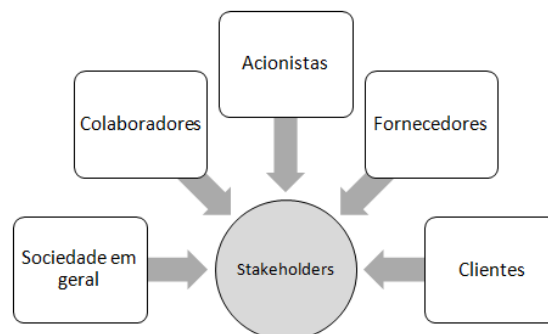 Acionistas
Colaboradores
Fornecedores
Sociedade em
geral
Stakeholders
Clientes